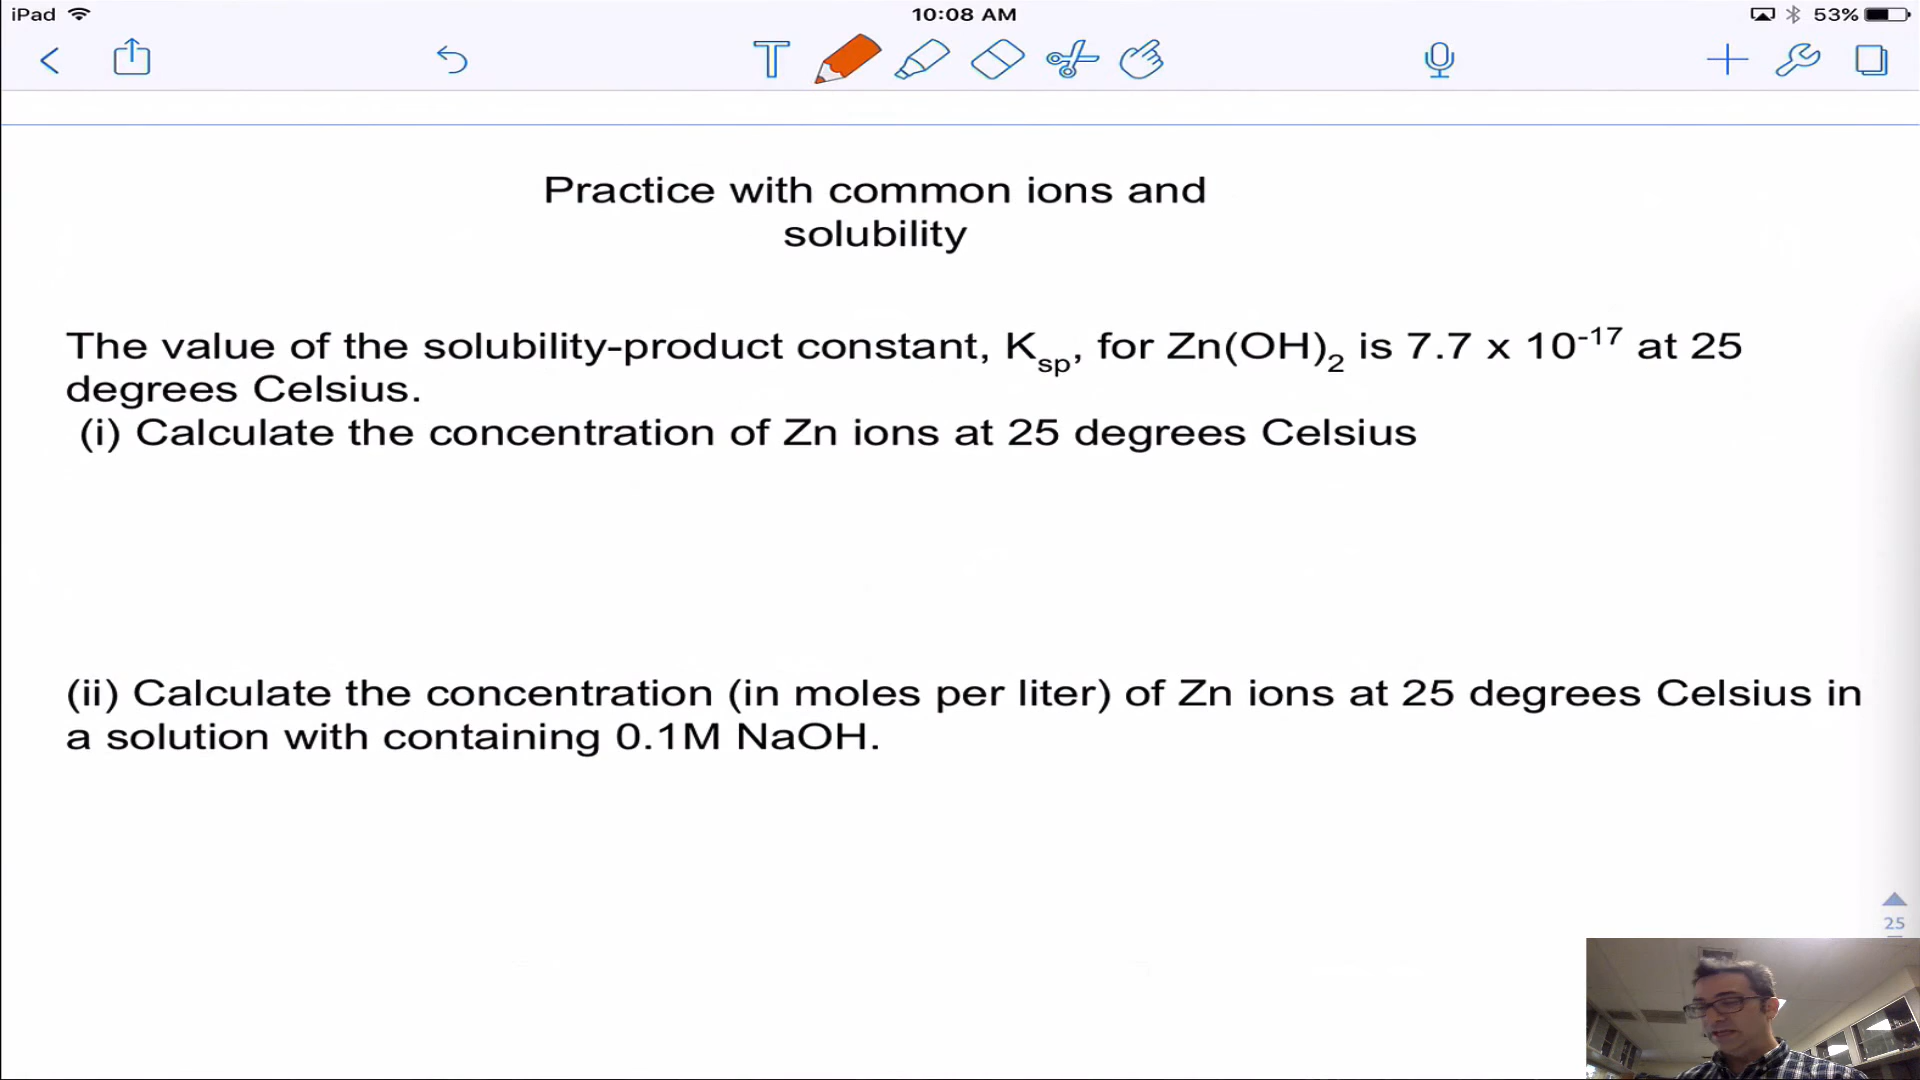 iPad 10:08 AM 53%
T
Practice with common ions and
solubility
The value of the solubility-product constant, Kₛₚ, for Zn(OH)₂ is 7.7 x 10⁻¹⁷ at 25
degrees Celsius.
(i) Calculate the concentration of Zn ions at 25 degrees Celsius
(ii) Calculate the concentration (in moles per liter) of Zn ions at 25 degrees Celsius in
a solution with containing 0.1M NaOH.
25